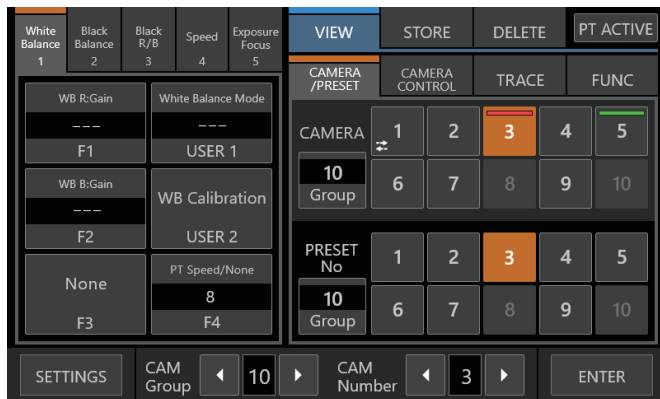 White
Balance
1
Black
Balance
2
Black
R/B
3
Speed
4
Exposure
Focus
5
VIEW
STORE
DELETE
PT ACTIVE
CAMERA
/PRESET
CAMERA
CONTROL
TRACE
FUNC
WB R:Gain
---
F1
White Balance Mode
---
USER 1
WB B:Gain
---
F2
WB Calibration
USER 2
None
F3
PT Speed/None
8
F4
CAMERA
10
Group
1 2 3 4 5
6 7 8 9 10
PRESET
No
10
Group
1 2 3 4 5
6 7 8 9 10
SETTINGS
CAM
Group
10
CAM
Number
3
ENTER